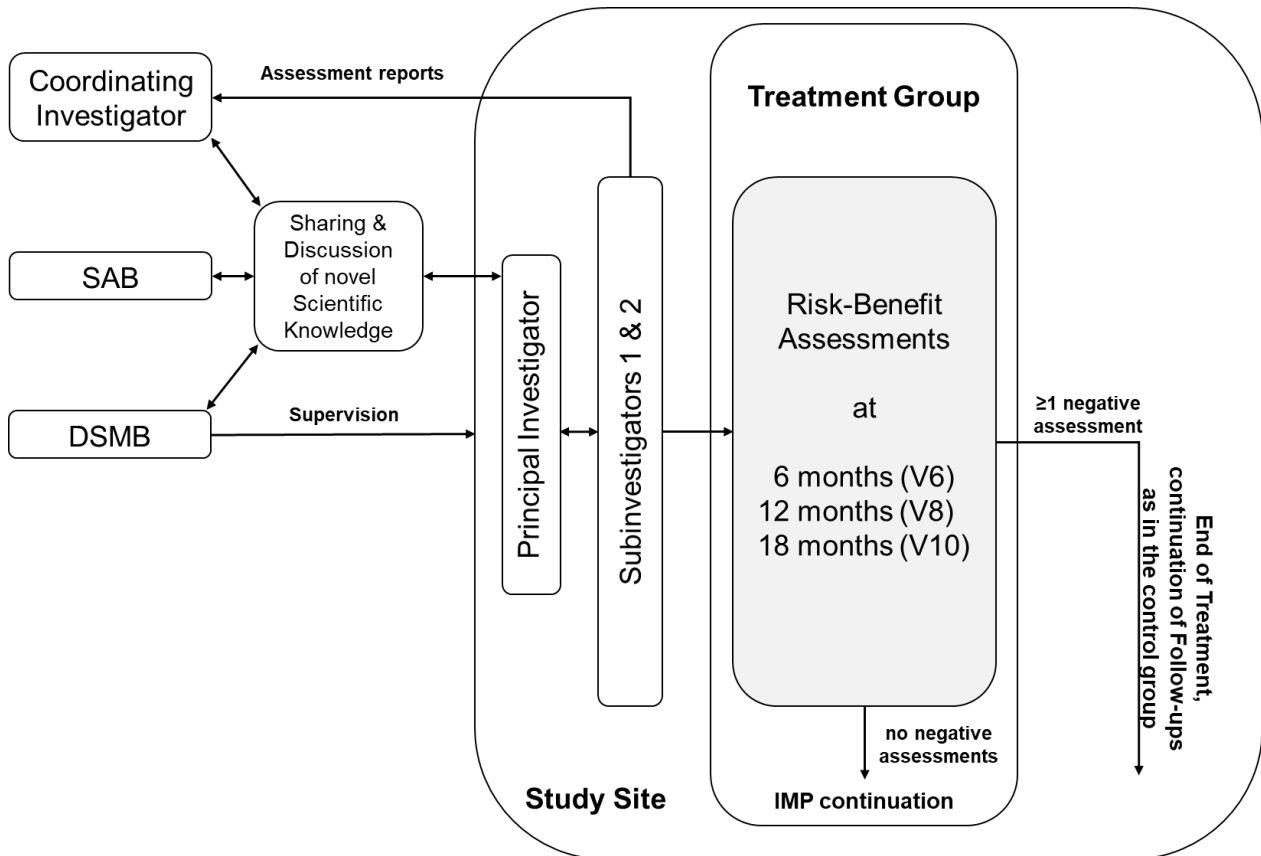 Coordinating
Investigator
Assessment reports
Treatment Group
Sharing &
Discussion
of novel
Scientific
Knowledge
SAB
DSMB
Supervision
Principal Investigator
Subinvestigators 1 & 2
Risk-Benefit
Assessments
at
6 months (V6)
12 months (V8)
18 months (V10)
≥1 negative
assessment
End of Treatment,
continuation of Follow-ups
as in the control group
no negative
assessments
IMP continuation
Study Site